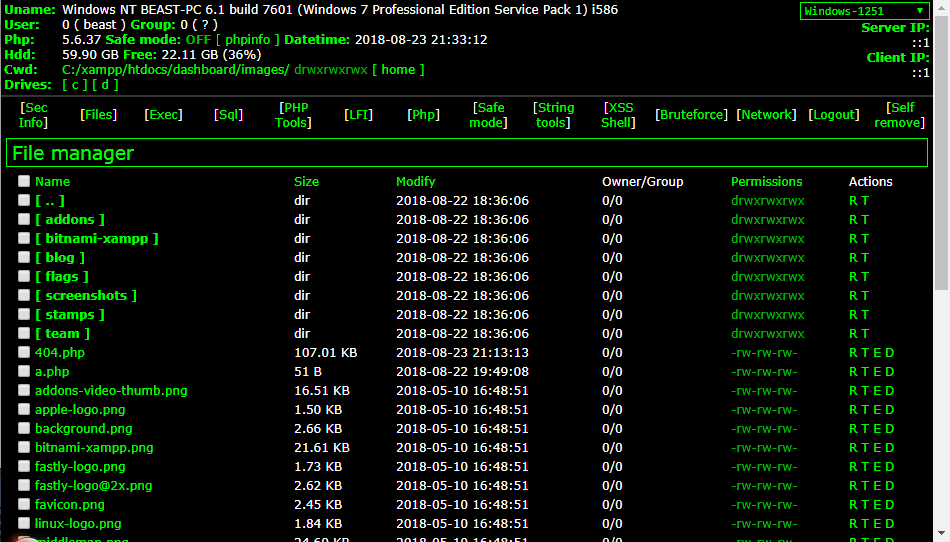 Uname: Windows NT BEAST-PC 6.1 build 7601 (Windows 7 Professional Edition Service Pack 1) i586 Windows-1251
User: 0 ( beast ) Group: 0 ( ? ) Server IP:
Php: 5.6.37 Safe mode: OFF [ phpinfo ] Datetime: 2018-08-23 21:33:12 ::1
Hdd: 59.90 GB Free: 22.11 GB (36%) Client IP:
Cwd: C:/xampp/htdocs/dashboard/images/ drwxrwxrwx [ home ] ::1
Drives: [ c ] [ d ]
[Sec Info] [Files] [Exec] [Sql] [PHP Tools] [LFI] [Php] [Safe mode] [String tools] [XSS Shell] [Bruteforce] [Network] [Logout] [Self remove]
File manager
Name Size Modify Owner/Group Permissions Actions
[ .. ] dir 2018-08-22 18:36:06 0/0 drwxrwxrwx R T
[ addons ] dir 2018-08-22 18:36:06 0/0 drwxrwxrwx R T
[ bitnami-xampp ] dir 2018-08-22 18:36:06 0/0 drwxrwxrwx R T
[ blog ] dir 2018-08-22 18:36:06 0/0 drwxrwxrwx R T
[ flags ] dir 2018-08-22 18:36:06 0/0 drwxrwxrwx R T
[ screenshots ] dir 2018-08-22 18:36:06 0/0 drwxrwxrwx R T
[ stamps ] dir 2018-08-22 18:36:06 0/0 drwxrwxrwx R T
[ team ] dir 2018-08-22 18:36:06 0/0 drwxrwxrwx R T
404.php 107.01 KB 2018-08-23 21:13:13 0/0 -rw-rw-rw- R T E D
a.php 51 B 2018-08-22 19:49:08 0/0 -rw-rw-rw- R T E D
addons-video-thumb.png 16.51 KB 2018-05-10 16:48:51 0/0 -rw-rw-rw- R T E D
apple-logo.png 1.50 KB 2018-05-10 16:48:51 0/0 -rw-rw-rw- R T E D
background.png 2.66 KB 2018-05-10 16:48:51 0/0 -rw-rw-rw- R T E D
bitnami-xampp.png 21.61 KB 2018-05-10 16:48:51 0/0 -rw-rw-rw- R T E D
fastly-logo.png 1.73 KB 2018-05-10 16:48:51 0/0 -rw-rw-rw- R T E D
fastly-logo@2x.png 2.62 KB 2018-05-10 16:48:51 0/0 -rw-rw-rw- R T E D
favicon.png 2.45 KB 2018-05-10 16:48:51 0/0 -rw-rw-rw- R T E D
linux-logo.png 1.84 KB 2018-05-10 16:48:51 0/0 -rw-rw-rw- R T E D
middleman.png 24.60 KB 2018-05-10 16:48:51 0/0 -rw-rw-rw- R T E D